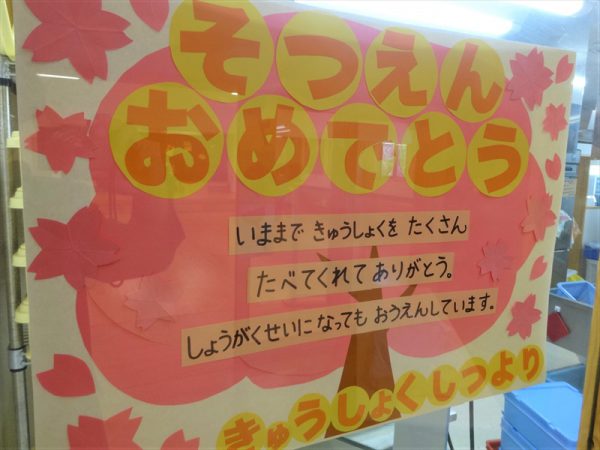 そつえん
おめでとう
いままで きゅうしょくを たくさん
たべてくれて ありがとう。
しょうがくせいに なっても おうえんしています。
きゅうしょくしつより